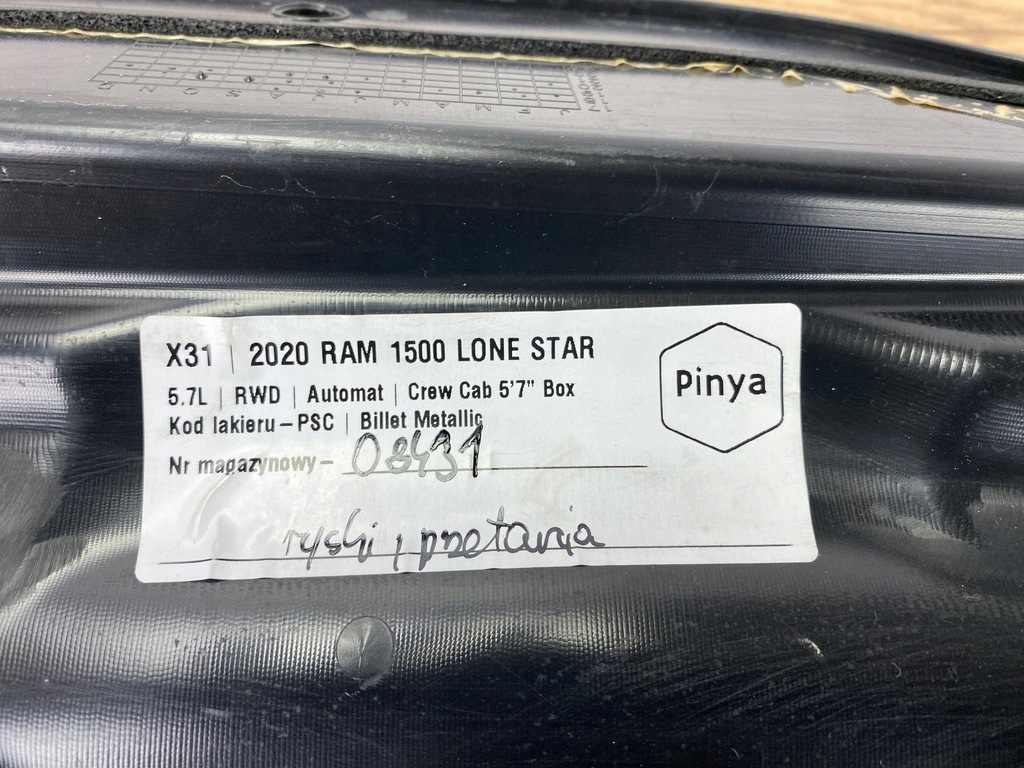 X31 | 2020 RAM 1500 LONE STAR
Pinya
5.7L | RWD | Automat | Crew Cab 5'7" Box
Kod lakieru – PSC | Billet Metallic
Nr magazynowy – 08431
ryski, przetarcia